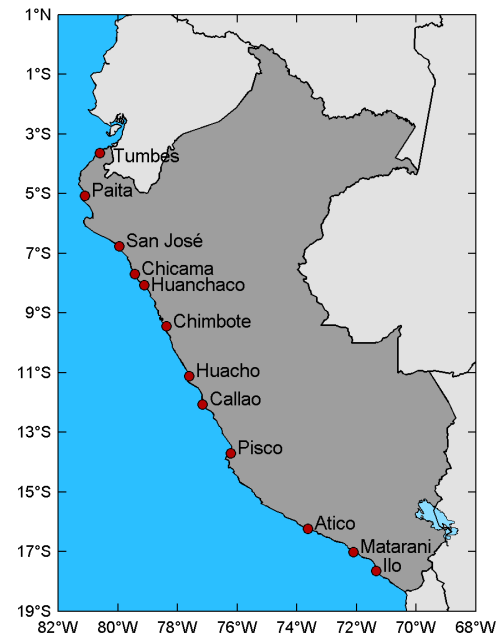 1°N
1°S
3°S
Tumbes
5°S
Paita
San José
7°S
Chicama
Huanchaco
9°S
Chimbote
11°S
Huacho
Callao
13°S
Pisco
15°S
Atico
17°S
Matarani
Ilo
19°S
82°W 80°W 78°W 76°W 74°W 72°W 70°W 68°W